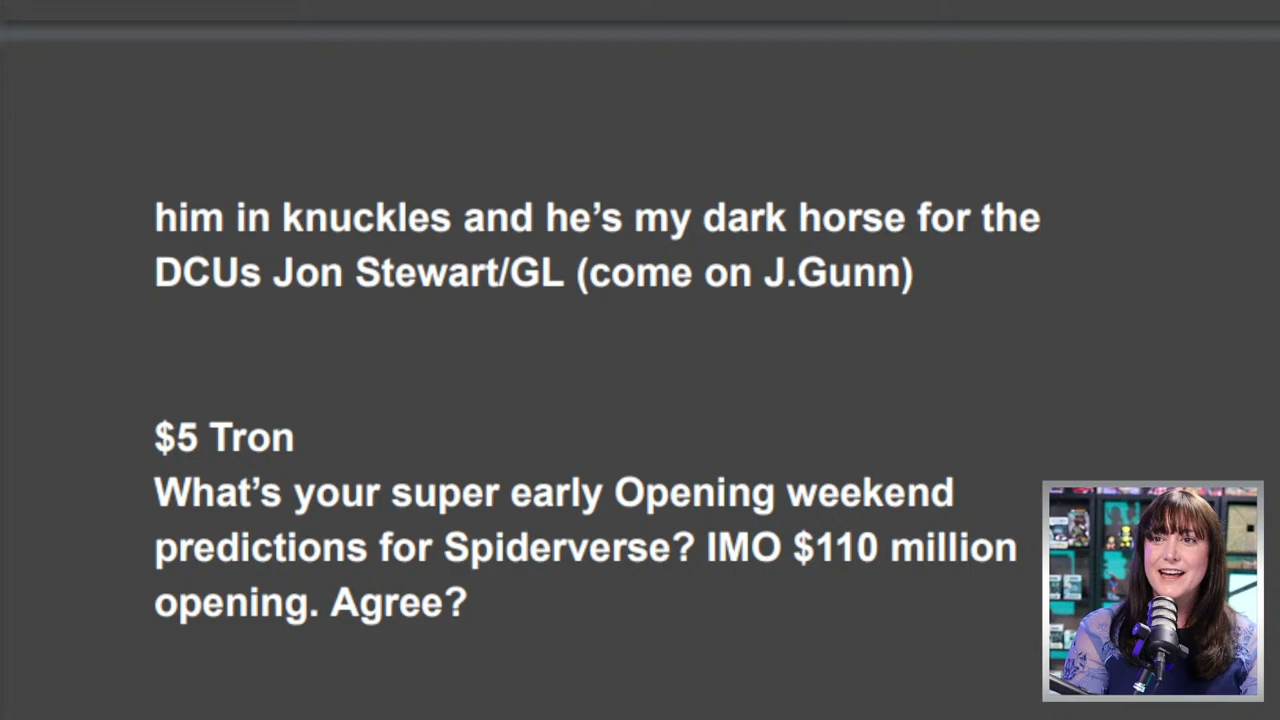 him in knuckles and he’s my dark horse for the
DCUs Jon Stewart/GL (come on J.Gunn)
$5 Tron
What’s your super early Opening weekend
predictions for Spiderverse? IMO $110 million
opening. Agree?